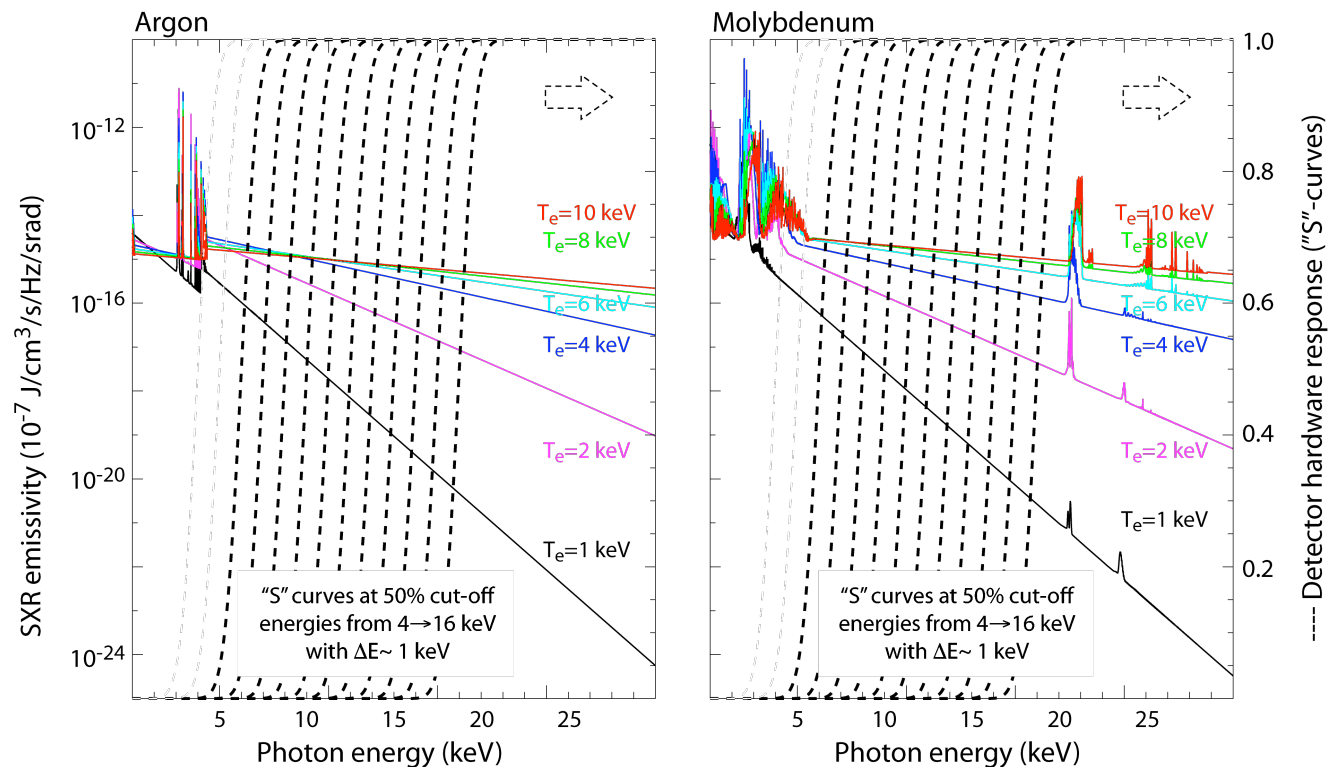 Argon
Molybdenum
SXR emissivity (10⁻⁷ J/cm³/s/Hz/srad)
10⁻¹²
10⁻¹⁶
10⁻²⁰
10⁻²⁴
Tₑ=10 keV
Tₑ=8 keV
Tₑ=6 keV
Tₑ=4 keV
Tₑ=2 keV
Tₑ=1 keV
“S” curves at 50% cut-off
energies from 4→16 keV
with ΔE~ 1 keV
5 10 15 20 25
Photon energy (keV)
Tₑ=10 keV
Tₑ=8 keV
Tₑ=6 keV
Tₑ=4 keV
Tₑ=2 keV
Tₑ=1 keV
“S” curves at 50% cut-off
energies from 4→16 keV
with ΔE~ 1 keV
5 10 15 20 25
Photon energy (keV)
1.0
0.8
0.6
0.4
0.2
---- Detector hardware response ("S"-curves)